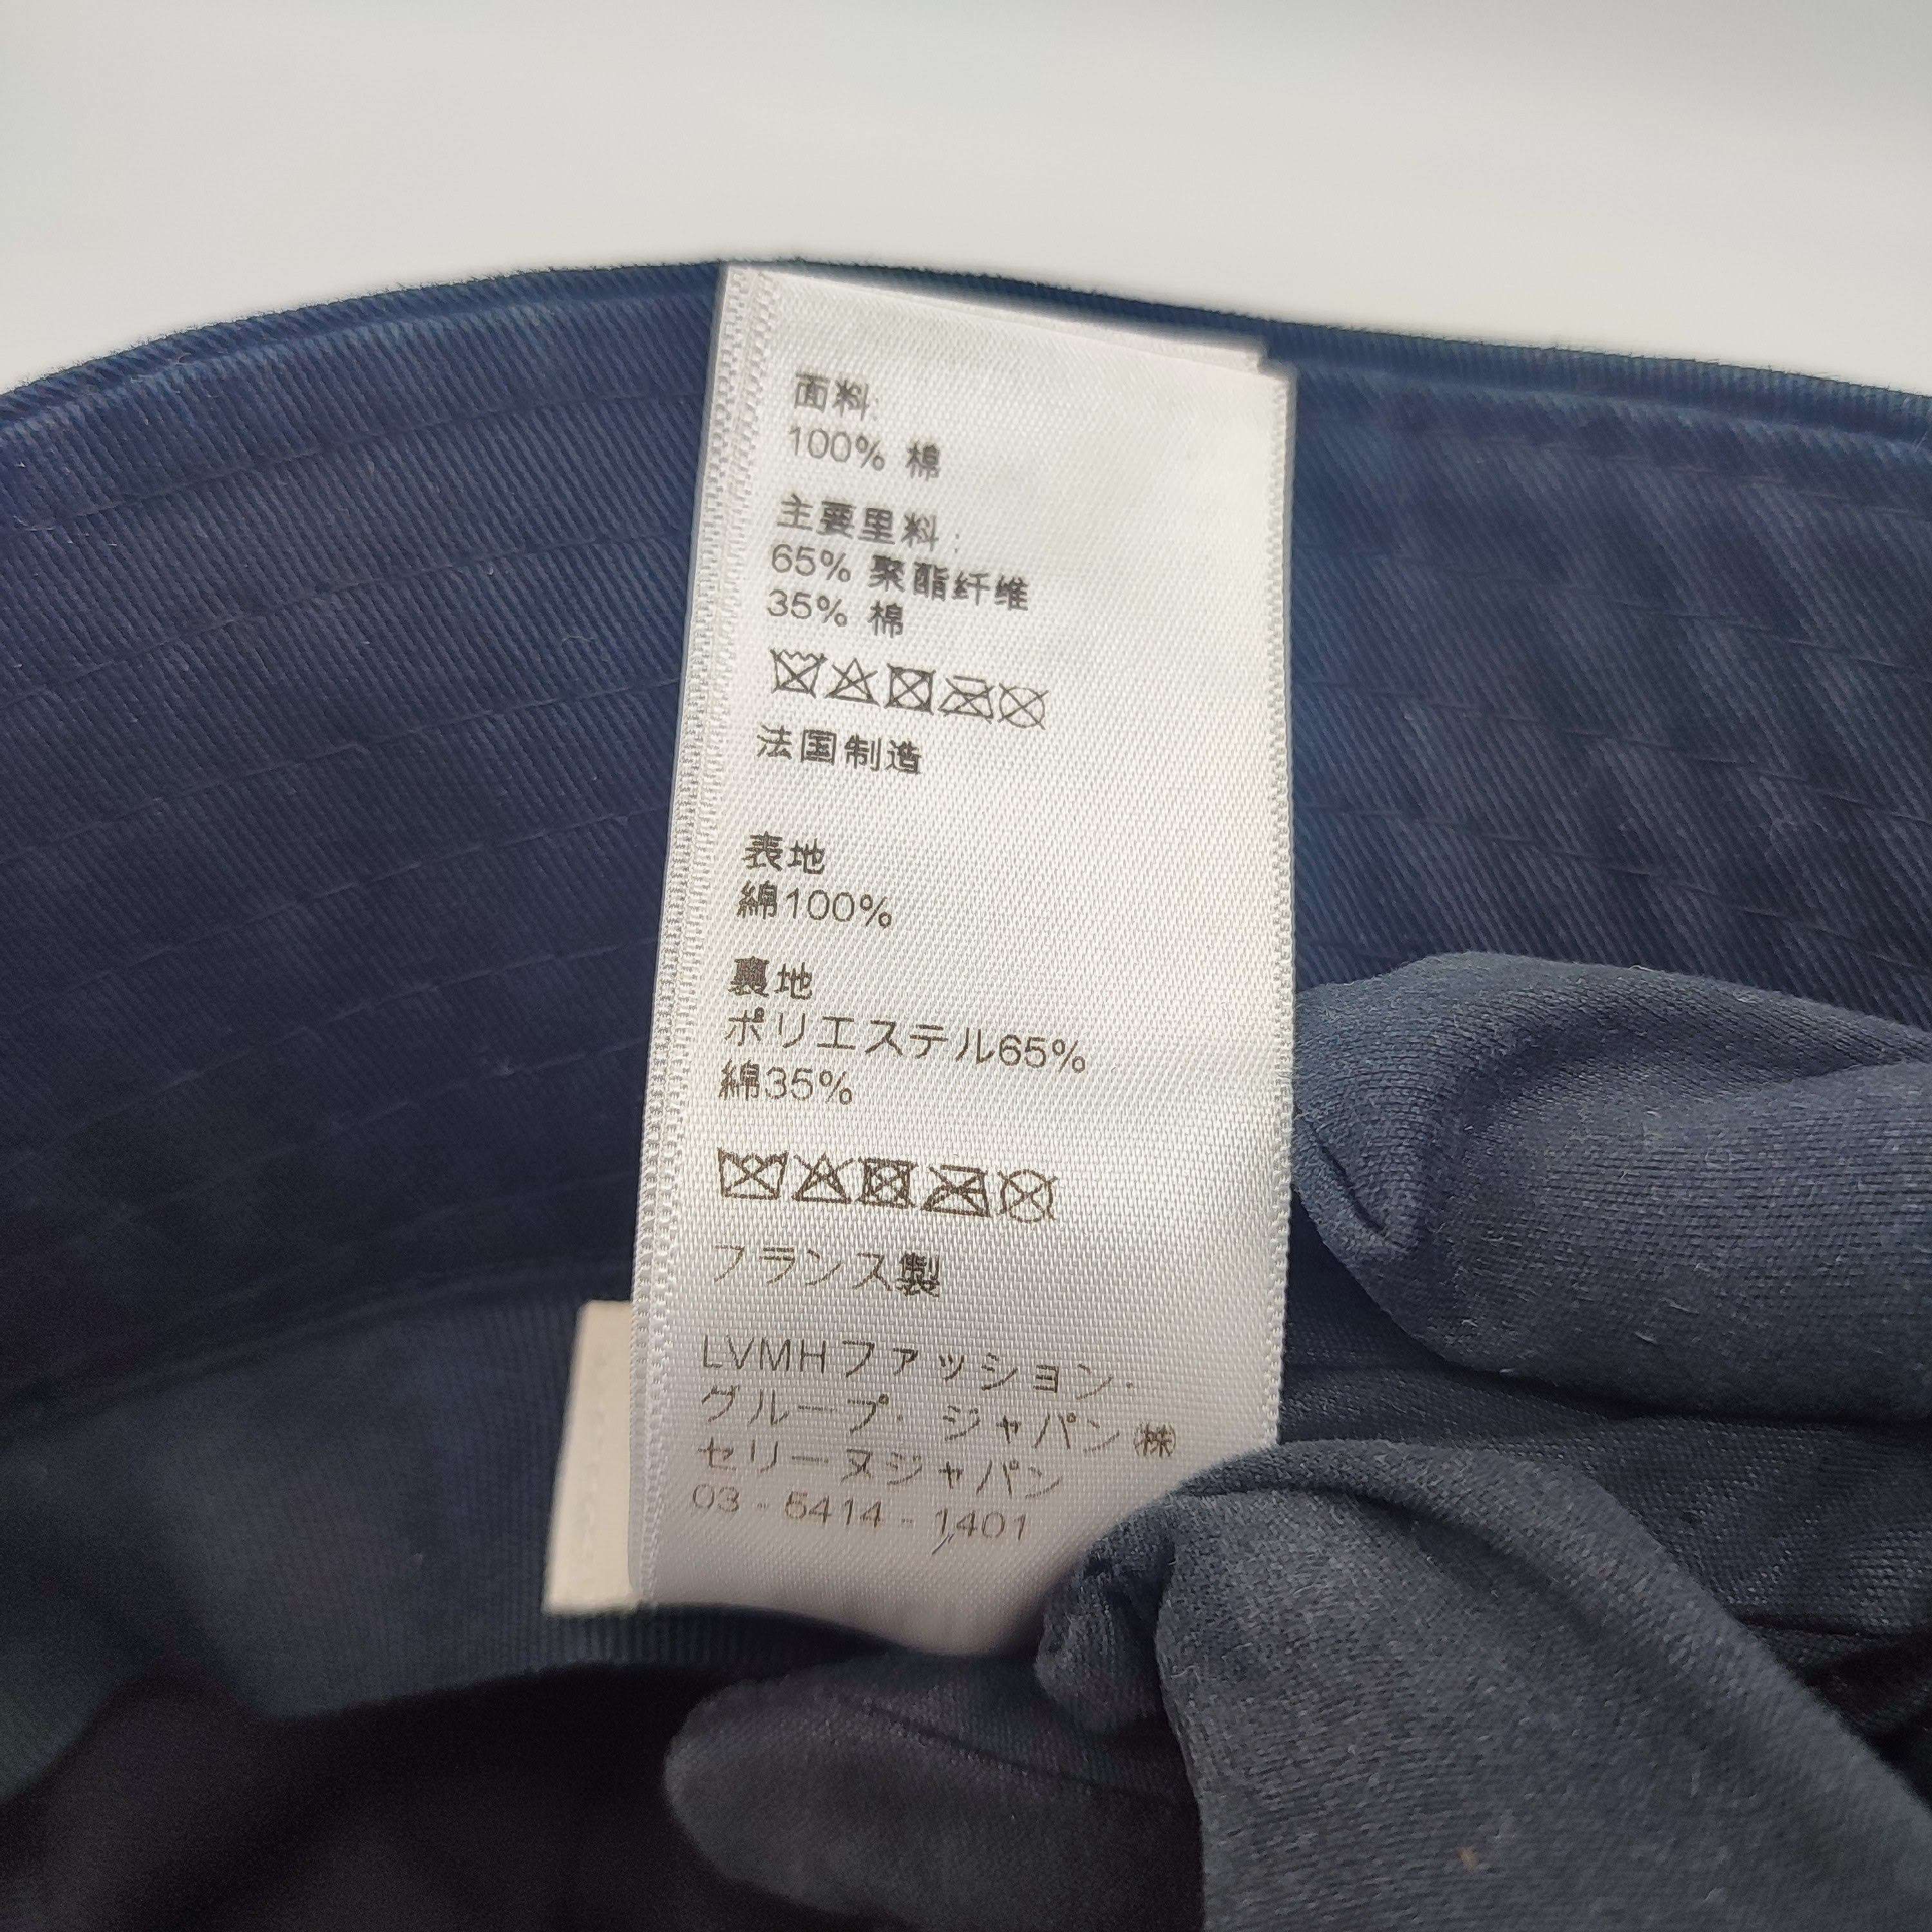 面料:
100% 棉
主要里料:
65% 聚酯纤维
35% 棉
法国制造
表地
綿100%
裏地
ポリエステル65%
綿35%
フランス製
LVMHファッション・
グループ・ジャパン㈱
セリーヌジャパン
03-5414-1401